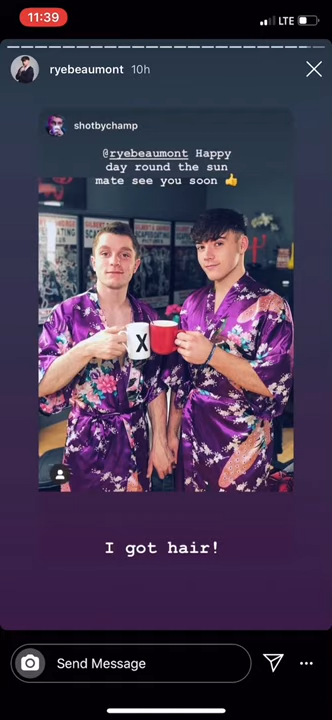 11:39
LTE
ryebeaumont 10h
shotbychamp
@ryebeaumont Happy
day round the sun
mate see you soon 👍
X
I got hair!
Send Message